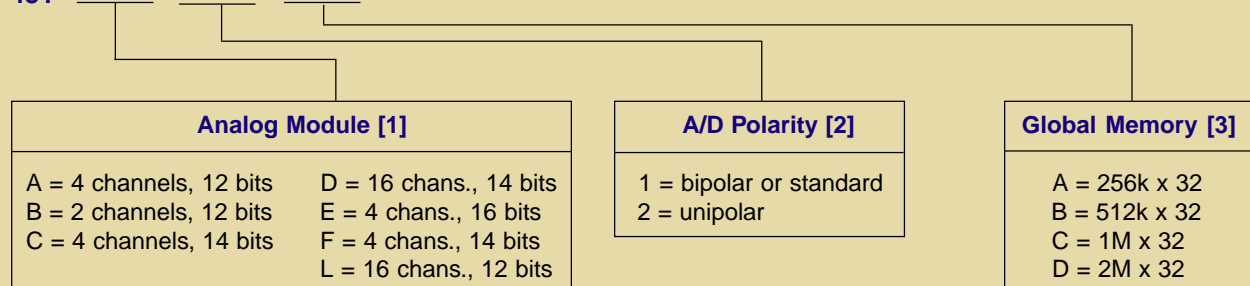 Analog Module [1]
A = 4 channels, 12 bits
B = 2 channels, 12 bits
C = 4 channels, 14 bits
D = 16 chans., 14 bits
E = 4 chans., 16 bits
F = 4 chans., 14 bits
L = 16 chans., 12 bits
A/D Polarity [2]
1 = bipolar or standard
2 = unipolar
Global Memory [3]
A = 256k x 32
B = 512k x 32
C = 1M x 32
D = 2M x 32